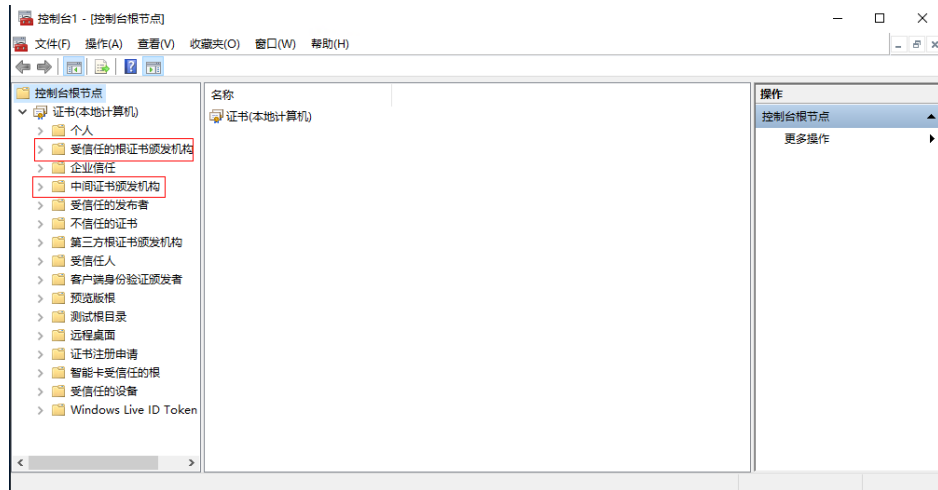 控制台1 - [控制台根节点]
文件(F) 操作(A) 查看(V) 收藏夹(O) 窗口(W) 帮助(H)
控制台根节点
证书(本地计算机)
个人
受信任的根证书颁发机构
企业信任
中间证书颁发机构
受信任的发布者
不信任的证书
第三方根证书颁发机构
受信任人
客户端身份验证颁发者
预览版根
测试根目录
远程桌面
证书注册申请
智能卡受信任的根
受信任的设备
Windows Live ID Token
名称
证书(本地计算机)
操作
控制台根节点
更多操作